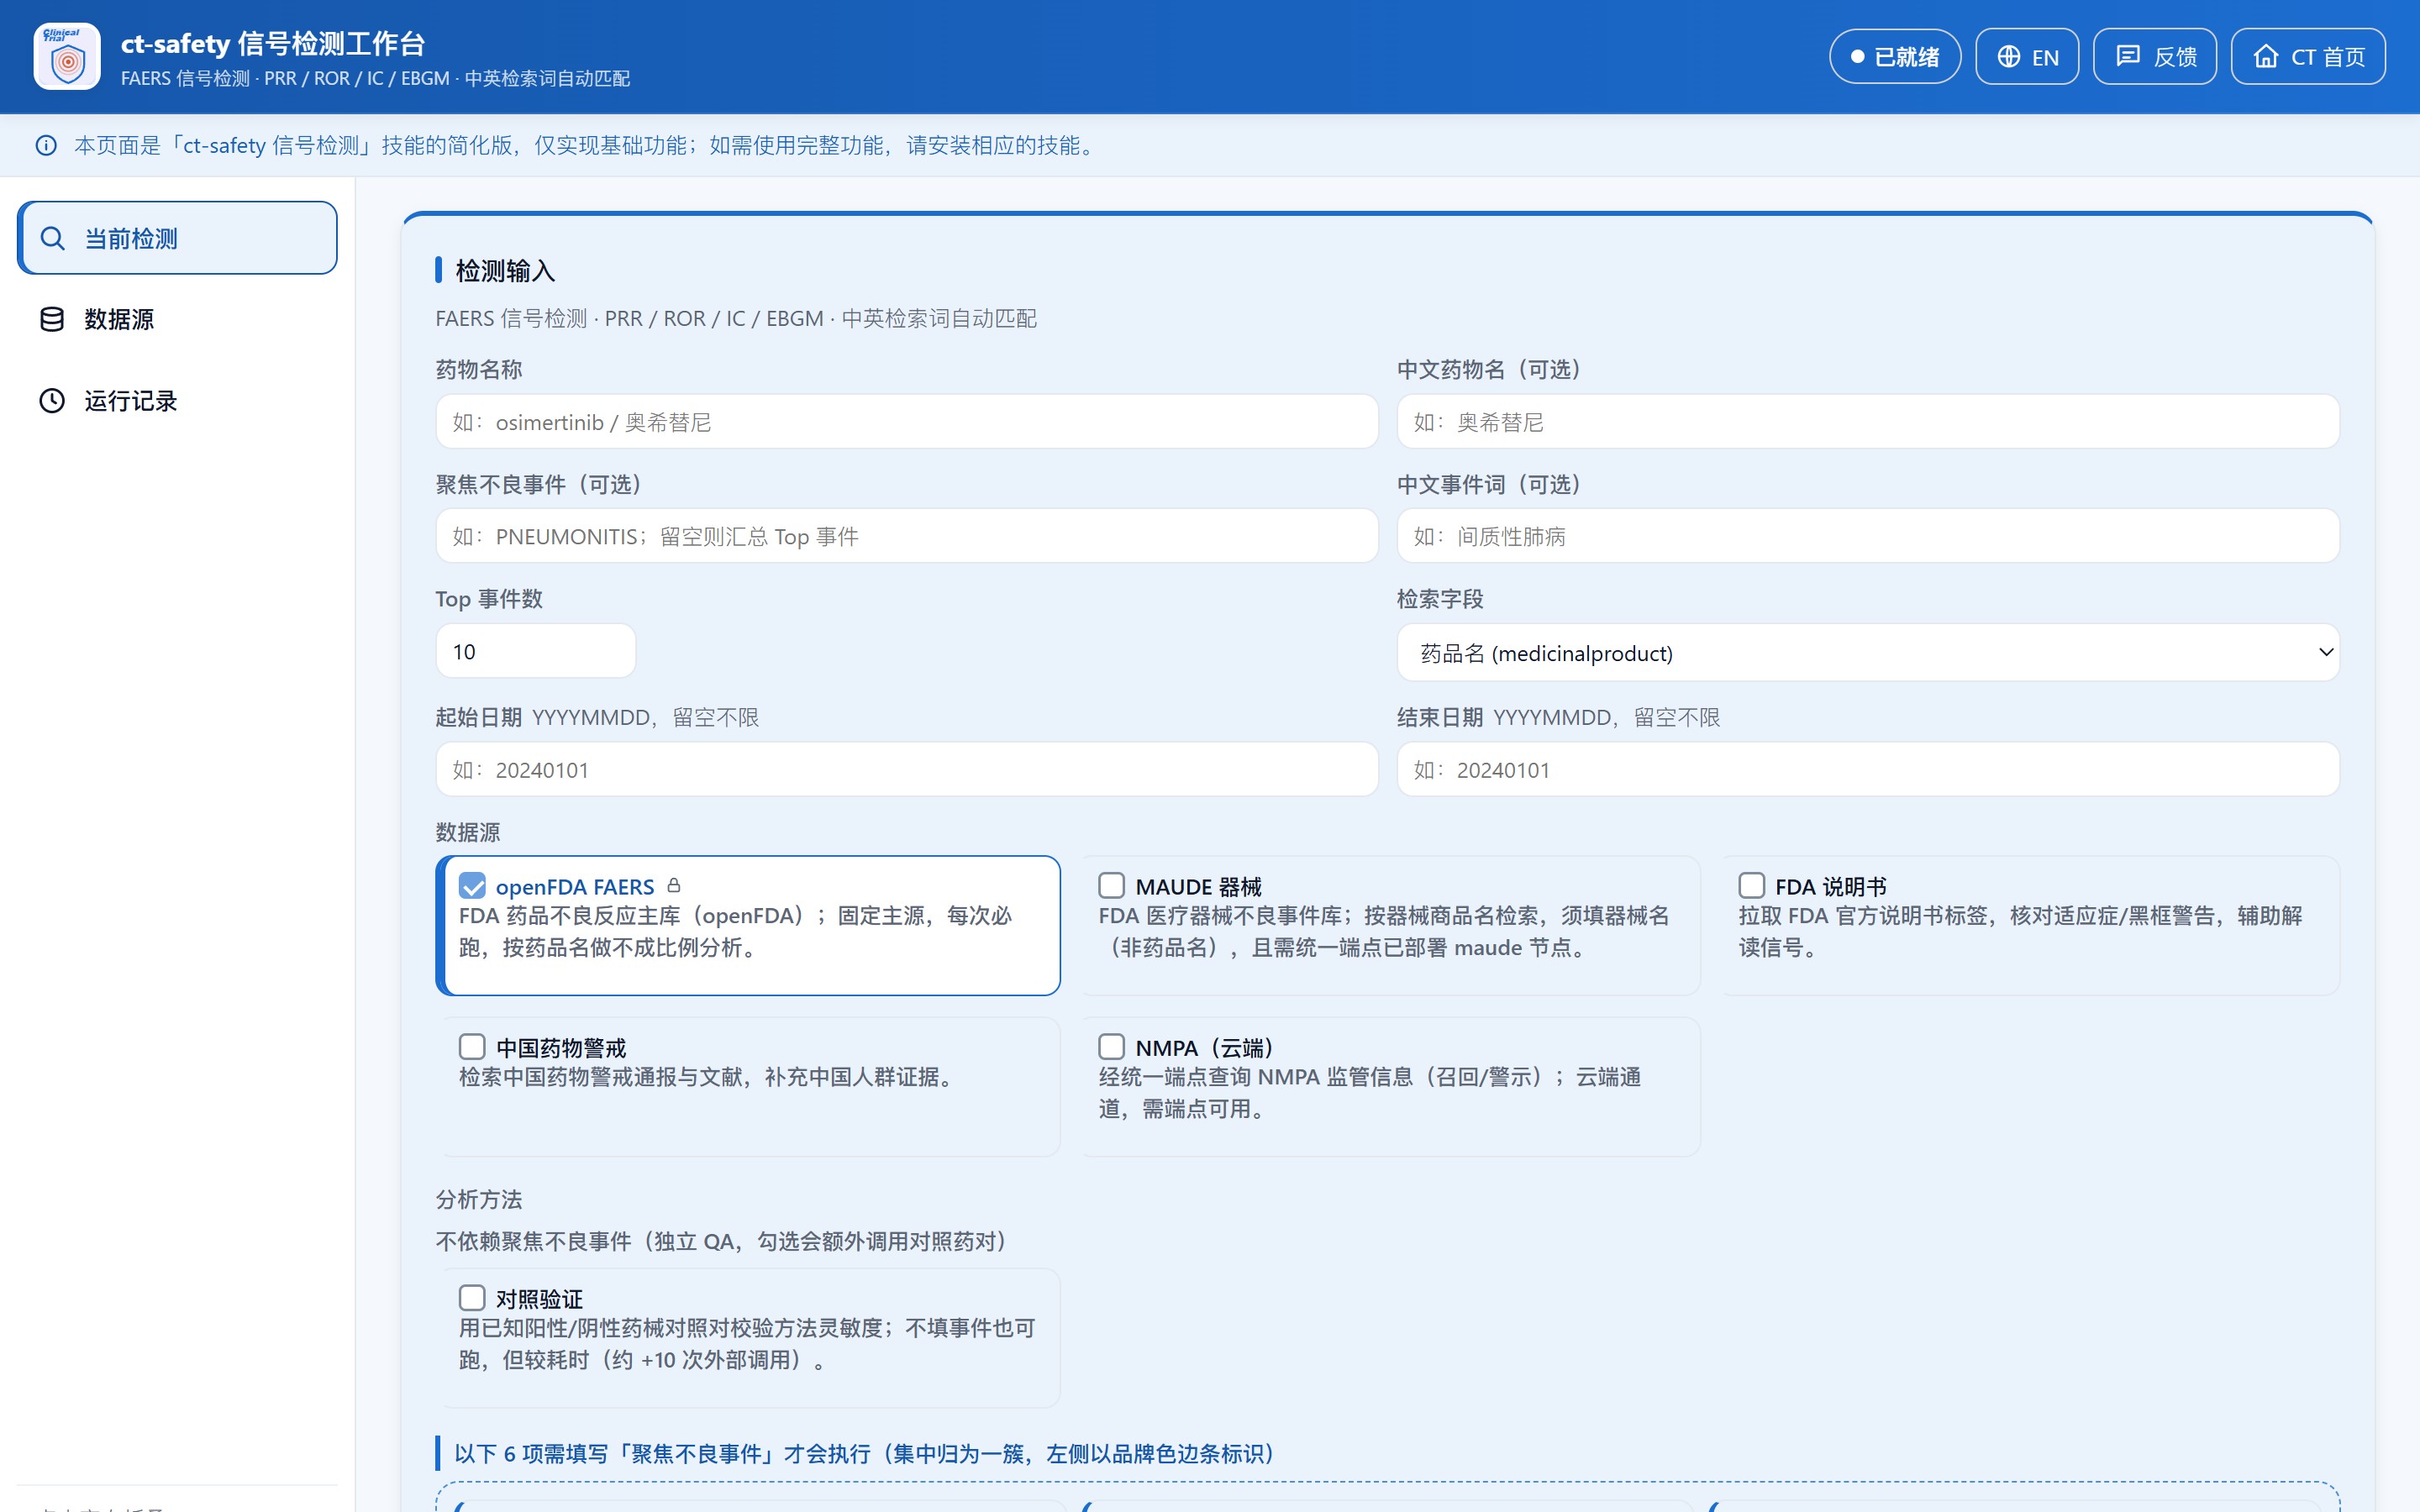 Clinical
Trial
ct-safety 信号检测工作台
FAERS 信号检测 · PRR / ROR / IC / EBGM · 中英检索词自动匹配
已就绪
EN
反馈
CT 首页
本页面是「ct-safety 信号检测」技能的简化版，仅实现基础功能；如需使用完整功能，请安装相应的技能。
当前检测
数据源
运行记录
检测输入
FAERS 信号检测 · PRR / ROR / IC / EBGM · 中英检索词自动匹配
药物名称
中文药物名（可选）
如：osimertinib / 奥希替尼
如：奥希替尼
聚焦不良事件（可选）
中文事件词（可选）
如：PNEUMONITIS；留空则汇总 Top 事件
如：间质性肺病
Top 事件数
检索字段
10
药品名 (medicinalproduct)
起始日期 YYYYMMDD，留空不限
结束日期 YYYYMMDD，留空不限
如：20240101
如：20240101
数据源
openFDA FAERS
FDA 药品不良反应主库（openFDA）；固定主源，每次必
跑，按药品名做不成比例分析。
MAUDE 器械
FDA 医疗器械不良事件库；按器械商品名检索，须填器械名
（非药品名），且需统一端点已部署 maude 节点。
FDA 说明书
拉取 FDA 官方说明书标签，核对适应症/黑框警告，辅助解
读信号。
中国药物警戒
检索中国药物警戒通报与文献，补充中国人群证据。
NMPA（云端）
经统一端点查询 NMPA 监管信息（召回/警示）；云端通
道，需端点可用。
分析方法
不依赖聚焦不良事件（独立 QA，勾选会额外调用对照药对）
对照验证
用已知阳性/阴性药械对照对校验方法灵敏度；不填事件也可
跑，但较耗时（约 +10 次外部调用）。
以下 6 项需填写「聚焦不良事件」才会执行（集中归为一簇，左侧以品牌色边条标识）